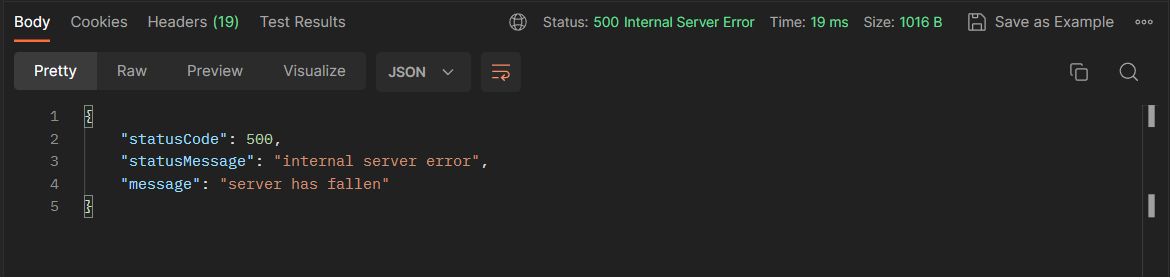 Body Cookies Headers (19) Test Results Status: 500 Internal Server Error Time: 19 ms Size: 1016 B Save as Example
Pretty Raw Preview Visualize JSON
1 {
2 "statusCode": 500,
3 "statusMessage": "internal server error",
4 "message": "server has fallen"
5 }